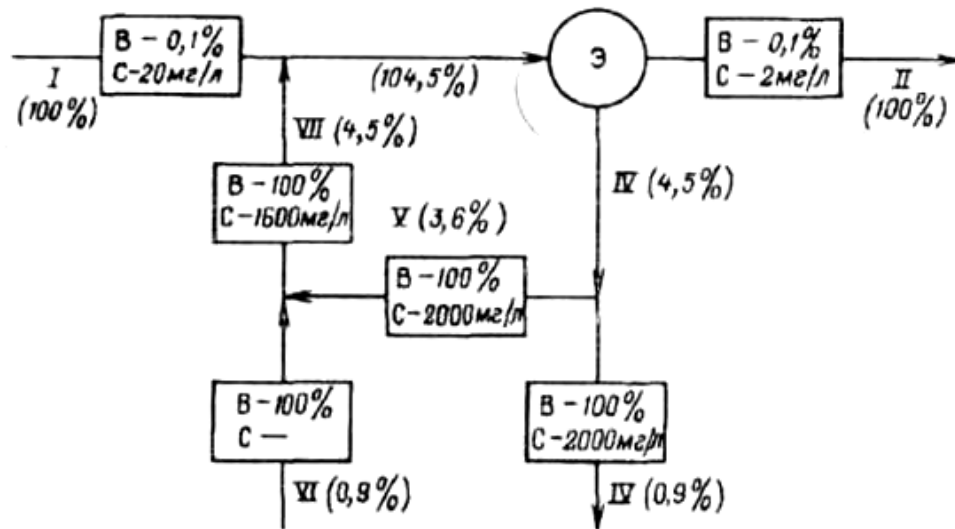 В – 0,1%
С-20мг/л
I
(100%)
(104,5%)
Э
В – 0,1%
С – 2мг/л
II
(100%)
VII (4,5%)
IV (4,5%)
В-100%
С-1600мг/л
V (3,6%)
В-100%
С-2000мг/л
В-100%
С —
В-100%
С-2000мг/л
VI (0,9%)
IV (0,9%)